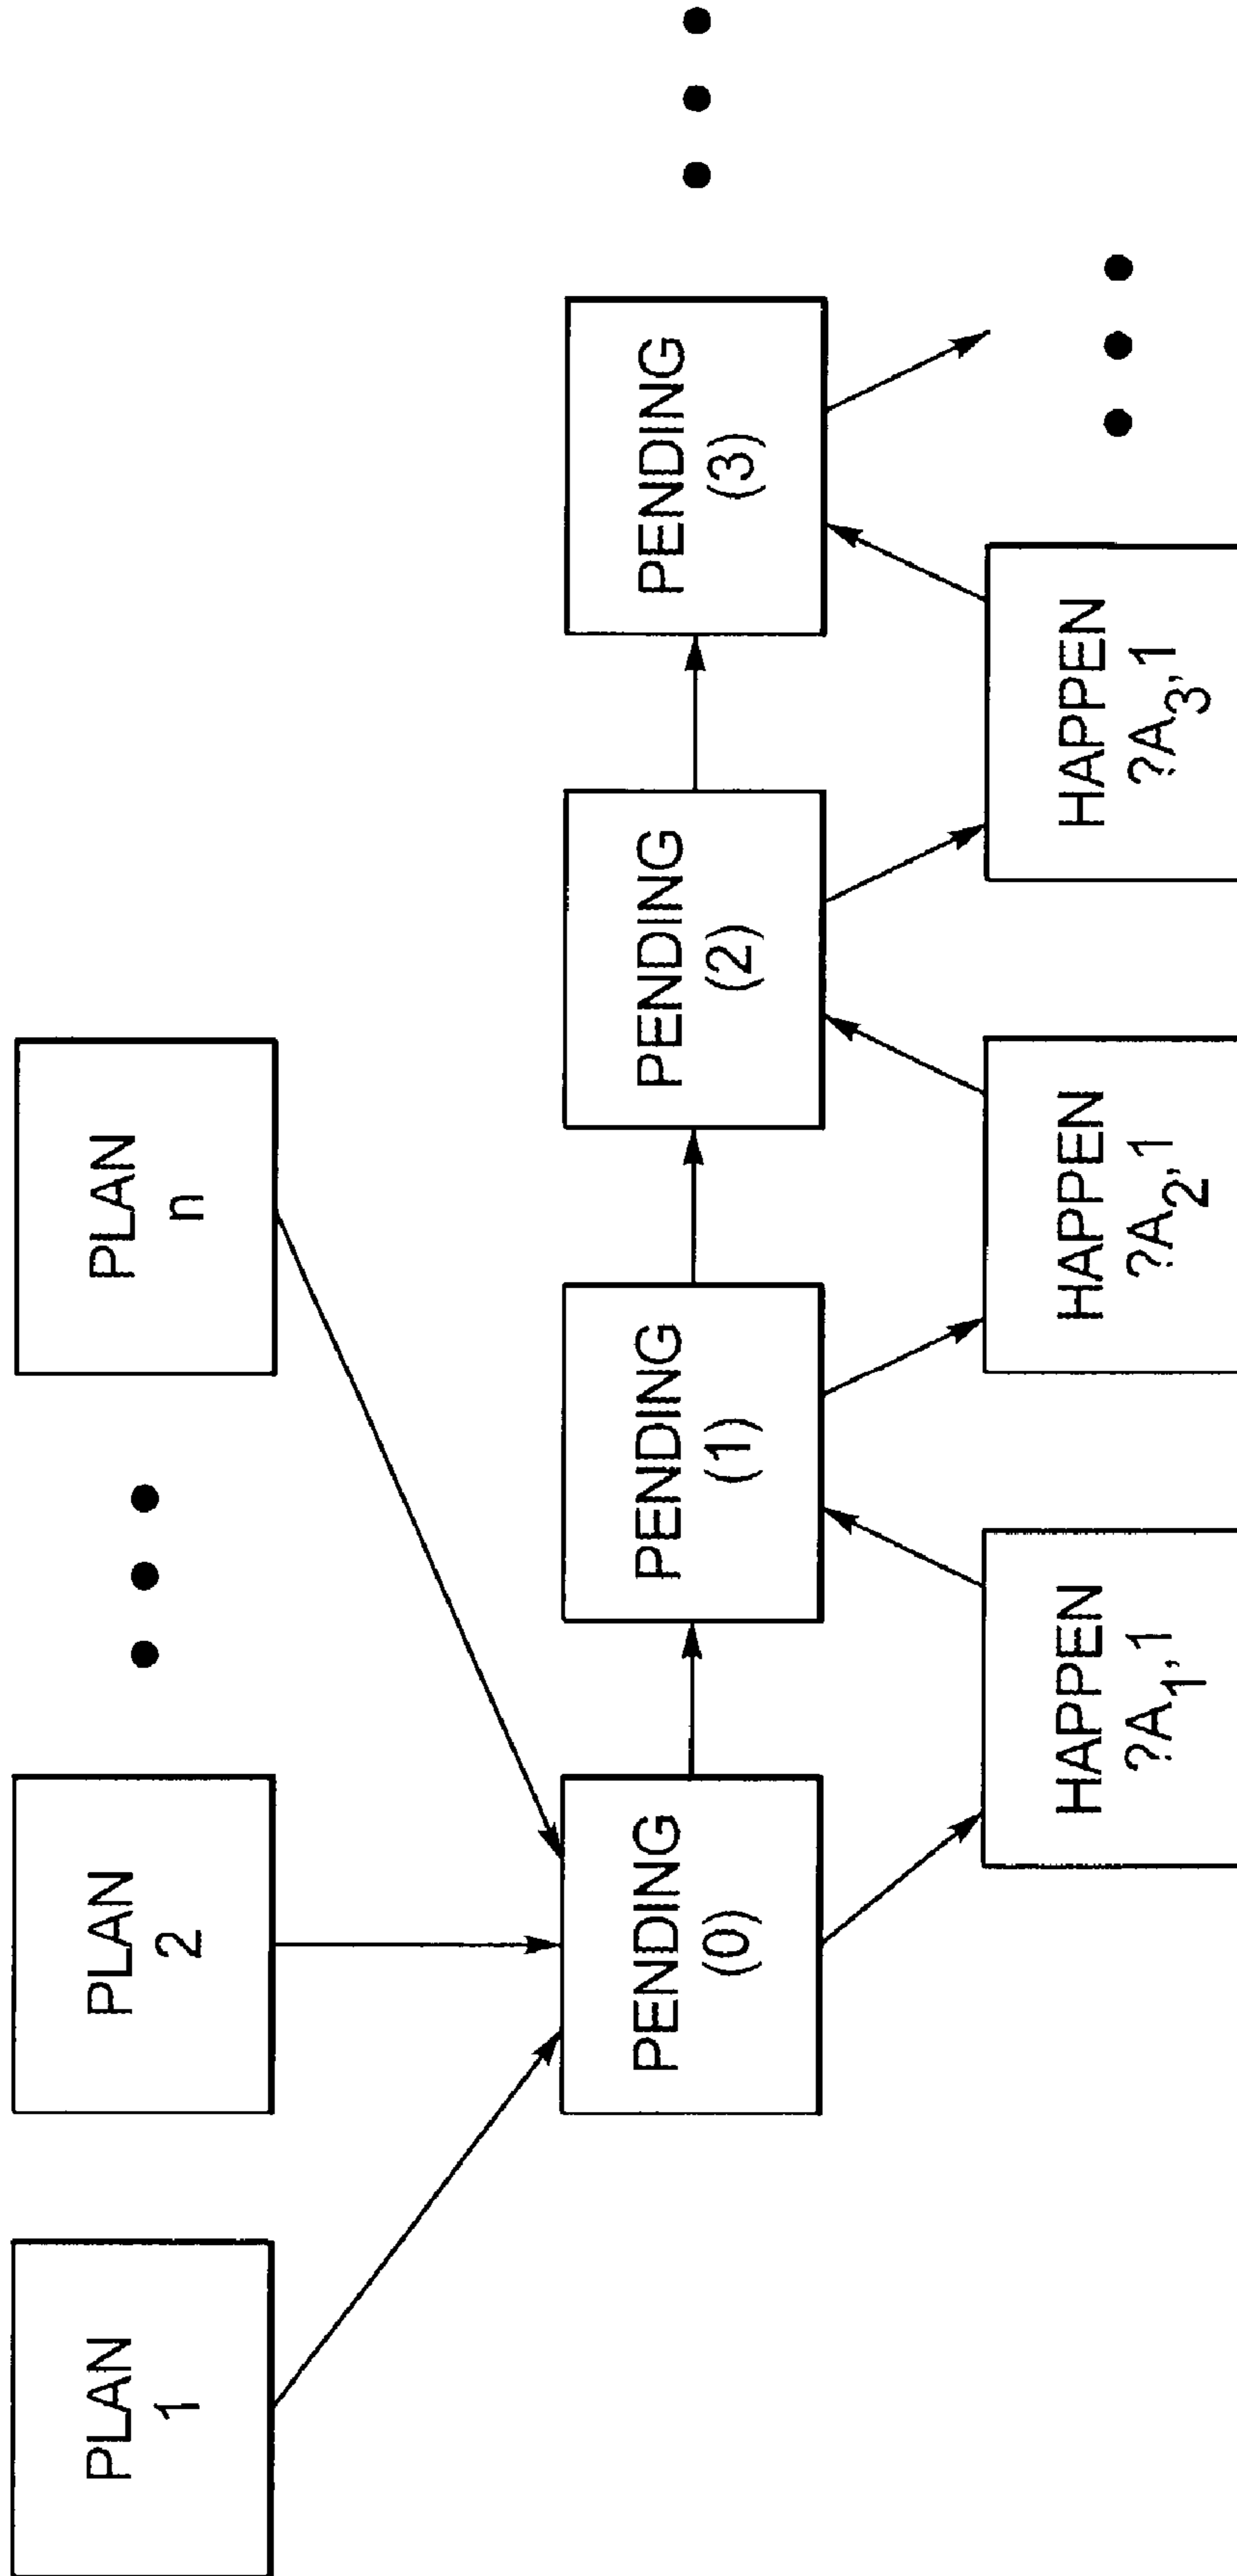 PLAN
1
PLAN
2
PLAN
n
PENDING
(0)
PENDING
(1)
PENDING
(2)
PENDING
(3)
HAPPEN
?A₁,1
HAPPEN
?A₂,1
HAPPEN
?A₃,1